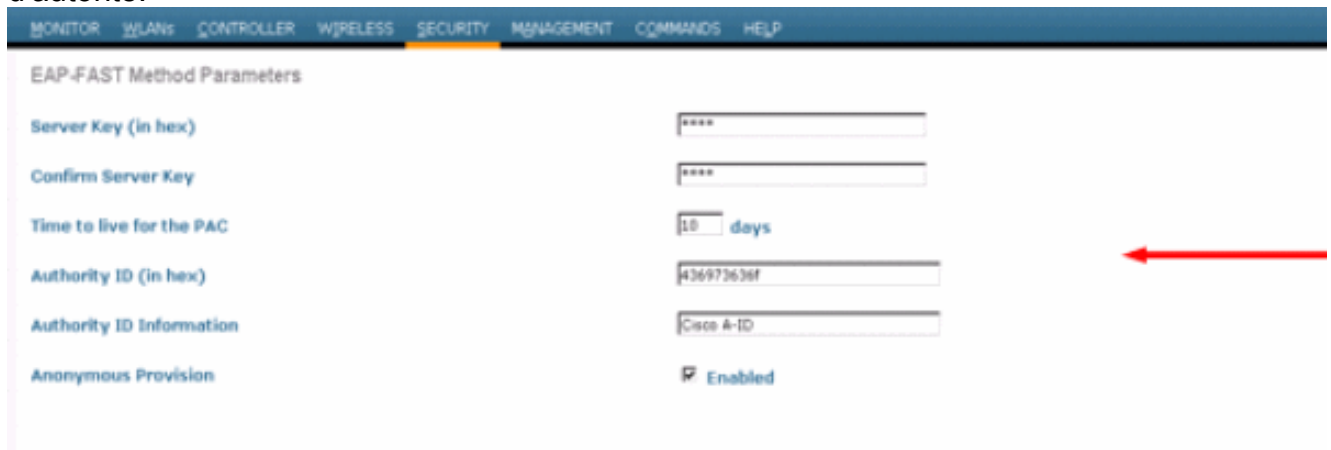 d'autorité.
MONITOR WLANs CONTROLLER WIRELESS SECURITY MANAGEMENT COMMANDS HELP
EAP-FAST Method Parameters
Server Key (in hex) ****
Confirm Server Key ****
Time to live for the PAC 10 days
Authority ID (in hex) 436973636f
Authority ID Information Cisco A-ID
Anonymous Provision Enabled